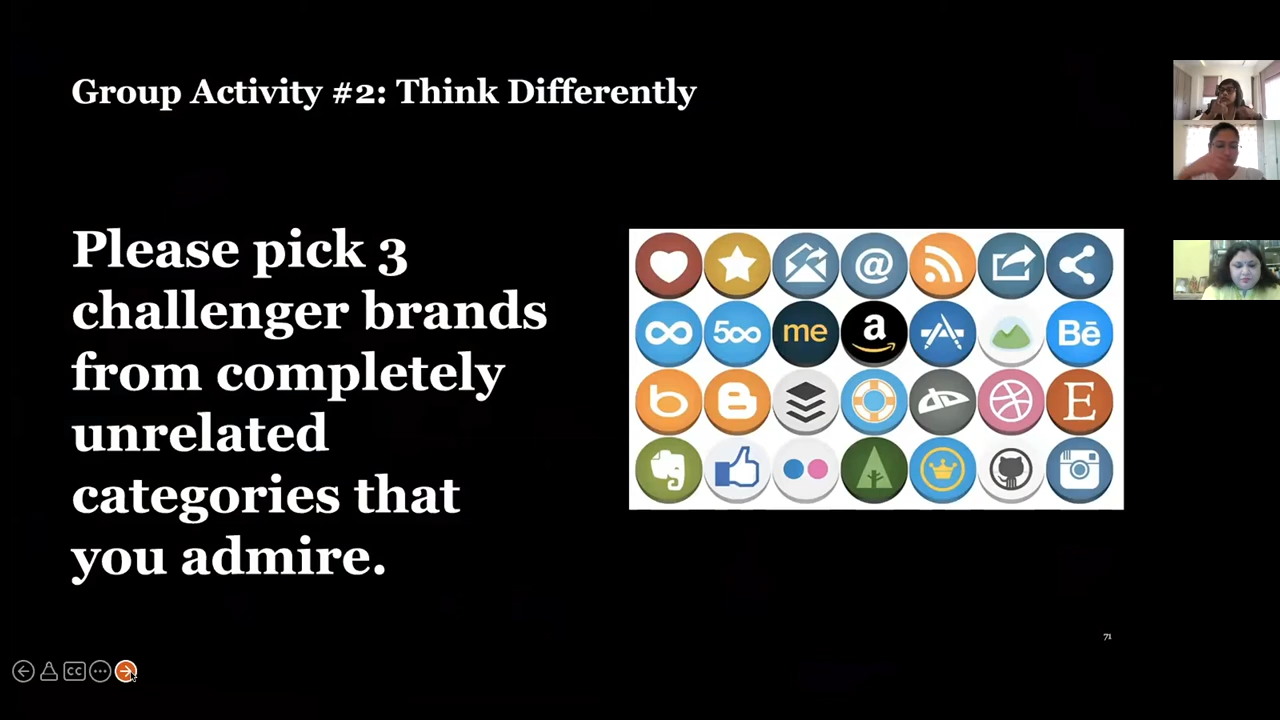 Group Activity #2: Think Differently
Please pick 3
challenger brands
from completely
unrelated
categories that
you admire.
@
500
me
a
Bē
b
B
E
71
CC